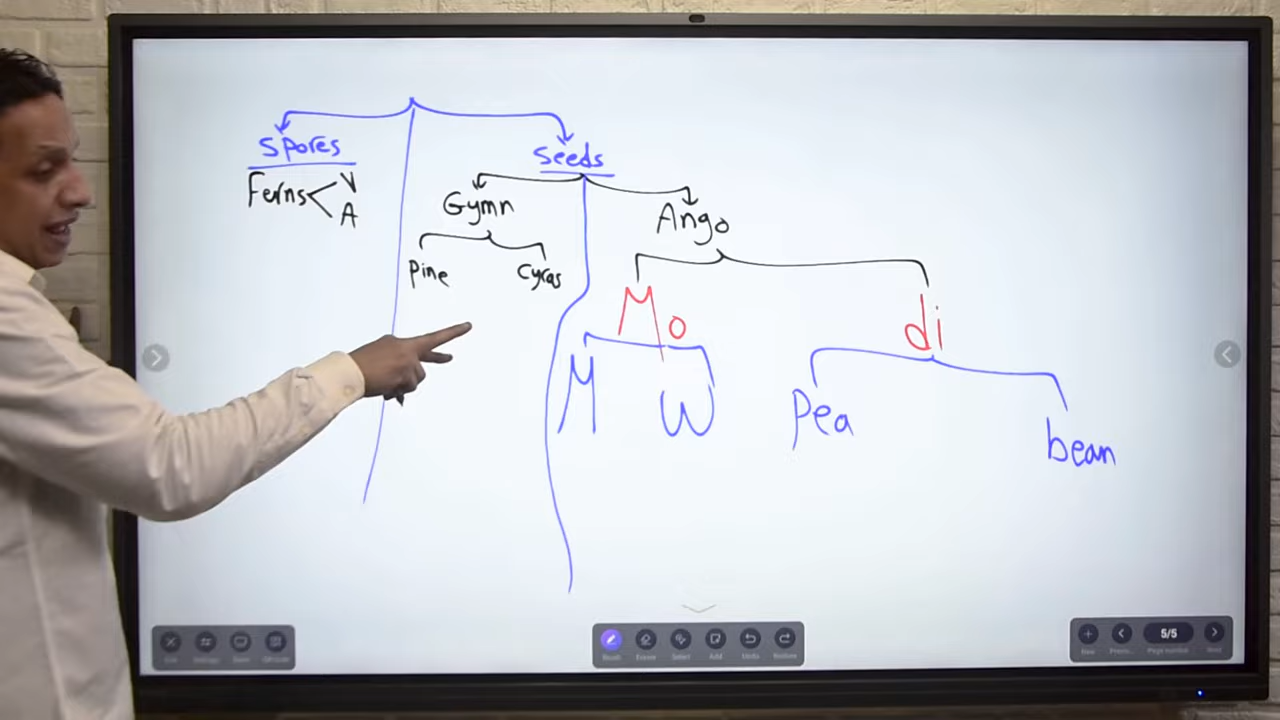 Spores
Seeds
Ferns
V
A
Gymn
Ango
Pine
Cycas
Mo
di
M
W
Pea
bean
5/5